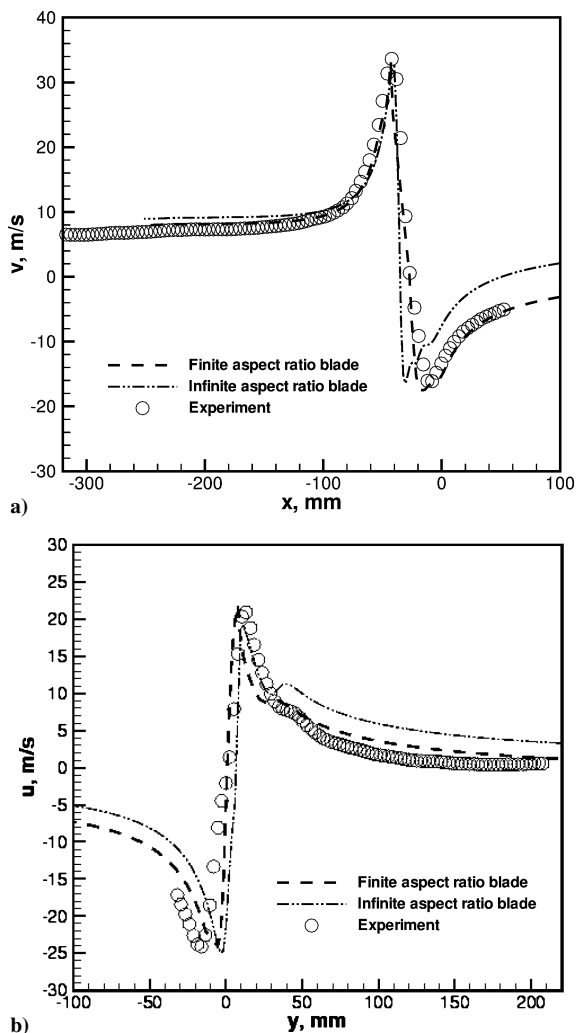 40
30
20
10
0
-10
-20
-30
v, m/s
Finite aspect ratio blade
Infinite aspect ratio blade
Experiment
-300 -200 -100 0 100
x, mm
a)
30
25
20
15
10
5
0
-5
-10
-15
-20
-25
-30
u, m/s
Finite aspect ratio blade
Infinite aspect ratio blade
Experiment
-100 -50 0 50 100 150 200
y, mm
b)